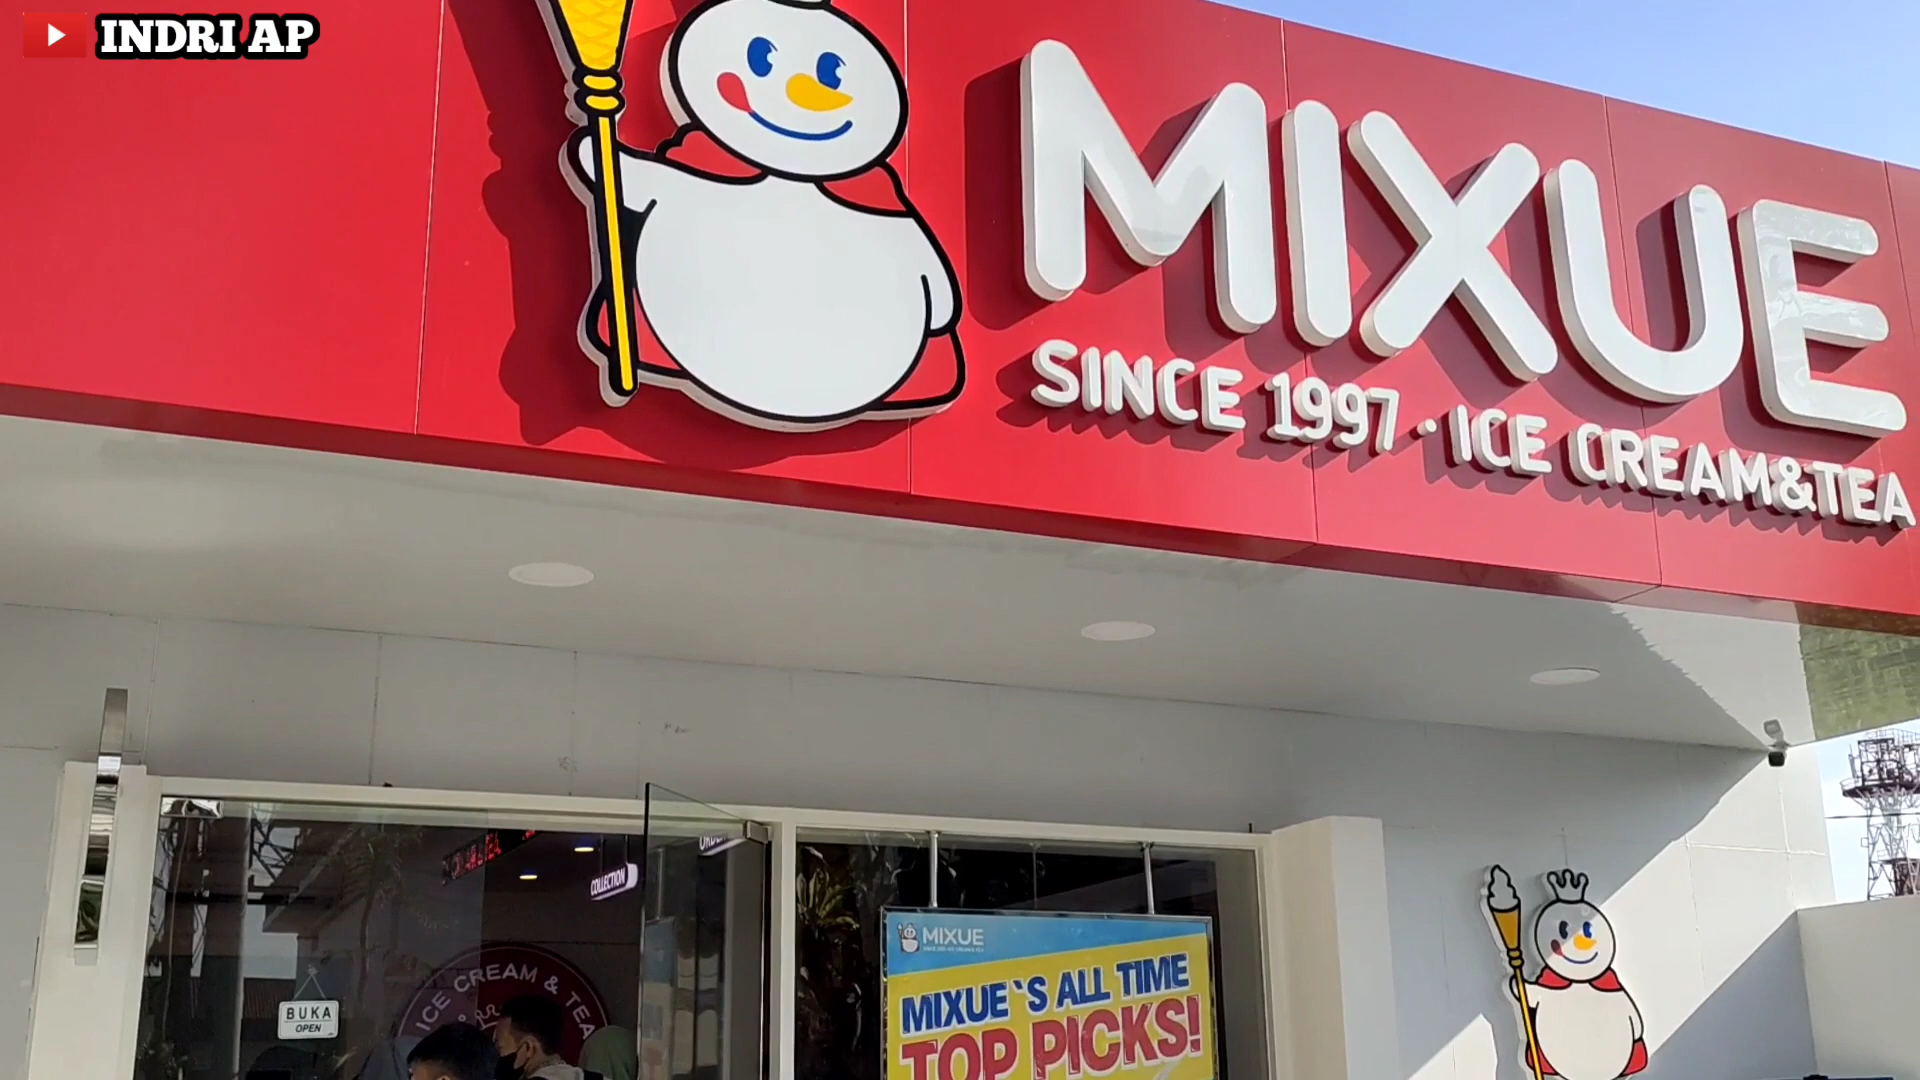 INDRI AP
MIXUE
SINCE 1997 · ICE CREAM&TEA
COLLECTION
BUKA
OPEN
ICE CREAM & TEA
MIXUE
MIXUE`S ALL TIME
TOP PICKS!